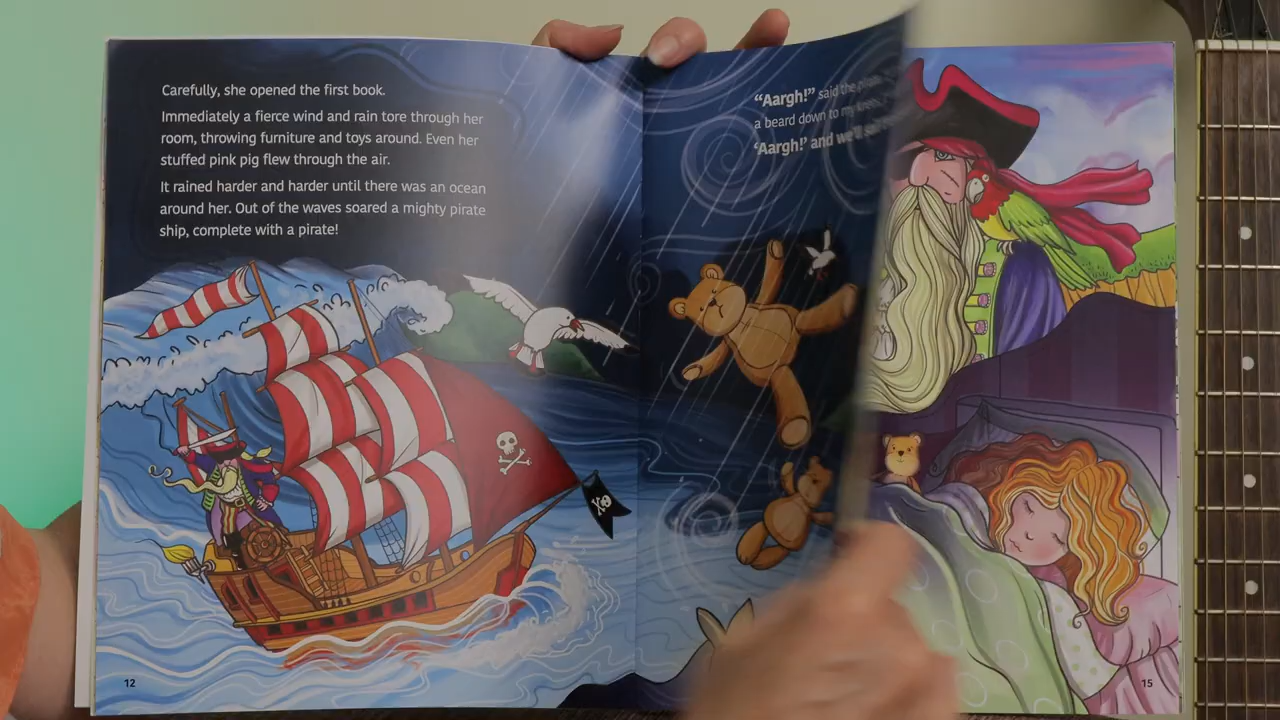 Carefully, she opened the first book.
Immediately a fierce wind and rain tore through her
room, throwing furniture and toys around. Even her
stuffed pink pig flew through the air.
It rained harder and harder until there was an ocean
around her. Out of the waves soared a mighty pirate
ship, complete with a pirate!
“Aargh!” said the
a beard down to my
‘Aargh!’ and we’ll
12
15